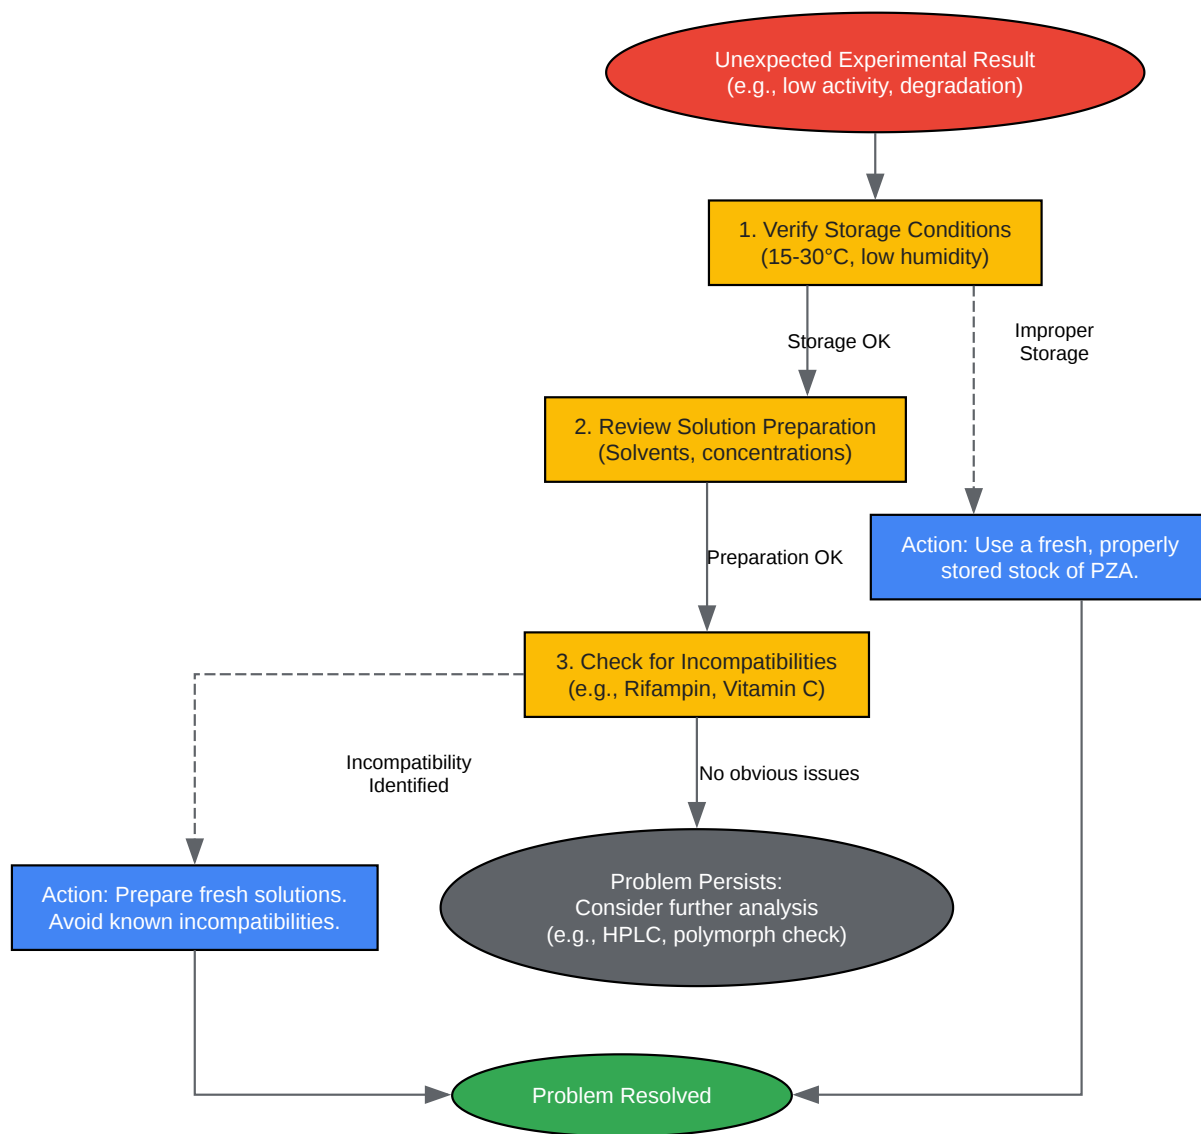 Unexpected Experimental Result
(e.g., low activity, degradation)
1. Verify Storage Conditions
(15-30°C, low humidity)
Storage OK
Improper
Storage
2. Review Solution Preparation
(Solvents, concentrations)
Action: Use a fresh, properly
stored stock of PZA.
Preparation OK
3. Check for Incompatibilities
(e.g., Rifampin, Vitamin C)
Incompatibility
Identified
No obvious issues
Action: Prepare fresh solutions.
Avoid known incompatibilities.
Problem Persists:
Consider further analysis
(e.g., HPLC, polymorph check)
Problem Resolved